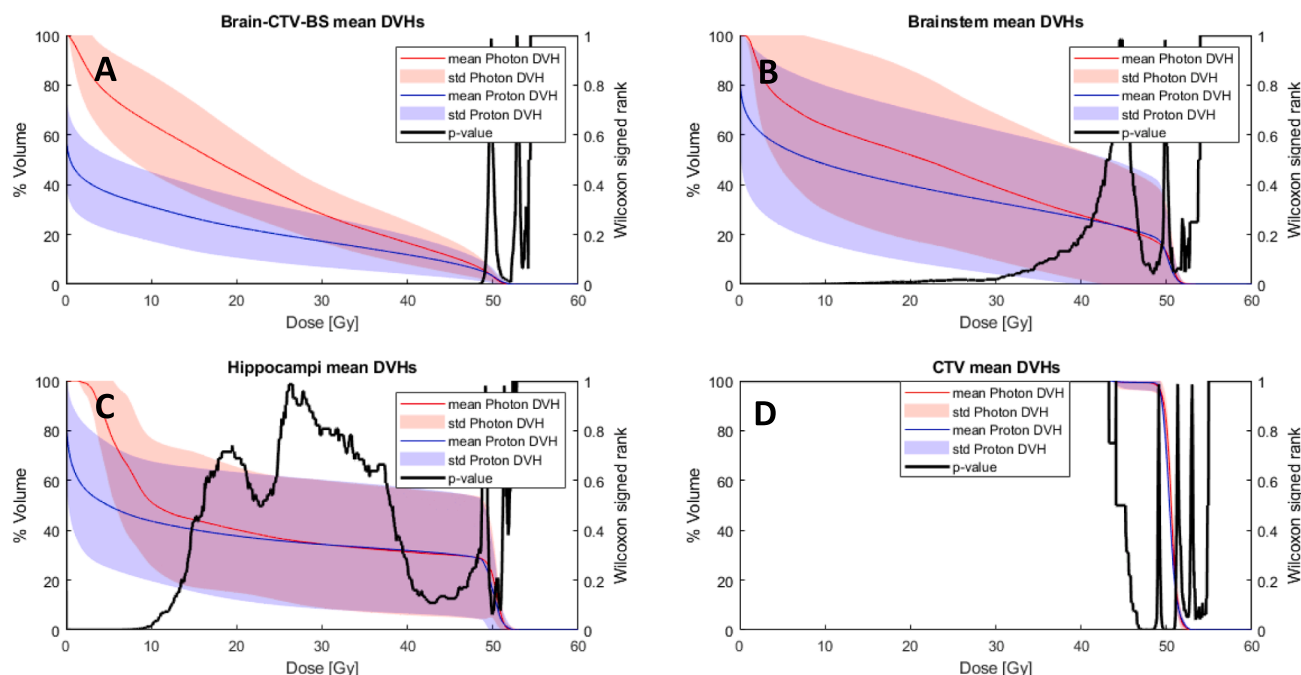 Brain-CTV-BS mean DVHs
A
100
80
60
40
20
0
% Volume
0 10 20 30 40 50 60
Dose [Gy]
1
0.8
0.6
0.4
0.2
0
Wilcoxon signed rank
mean Photon DVH
std Photon DVH
mean Proton DVH
std Proton DVH
p-value
Brainstem mean DVHs
B
100
80
60
40
20
0
% Volume
0 10 20 30 40 50 60
Dose [Gy]
1
0.8
0.6
0.4
0.2
0
Wilcoxon signed rank
mean Photon DVH
std Photon DVH
mean Proton DVH
std Proton DVH
p-value
Hippocampi mean DVHs
C
100
80
60
40
20
0
% Volume
0 10 20 30 40 50 60
Dose [Gy]
1
0.8
0.6
0.4
0.2
0
Wilcoxon signed rank
mean Photon DVH
std Photon DVH
mean Proton DVH
std Proton DVH
p-value
CTV mean DVHs
D
100
80
60
40
20
0
% Volume
0 10 20 30 40 50 60
Dose [Gy]
1
0.8
0.6
0.4
0.2
0
Wilcoxon signed rank
mean Photon DVH
std Photon DVH
mean Proton DVH
std Proton DVH
p-value